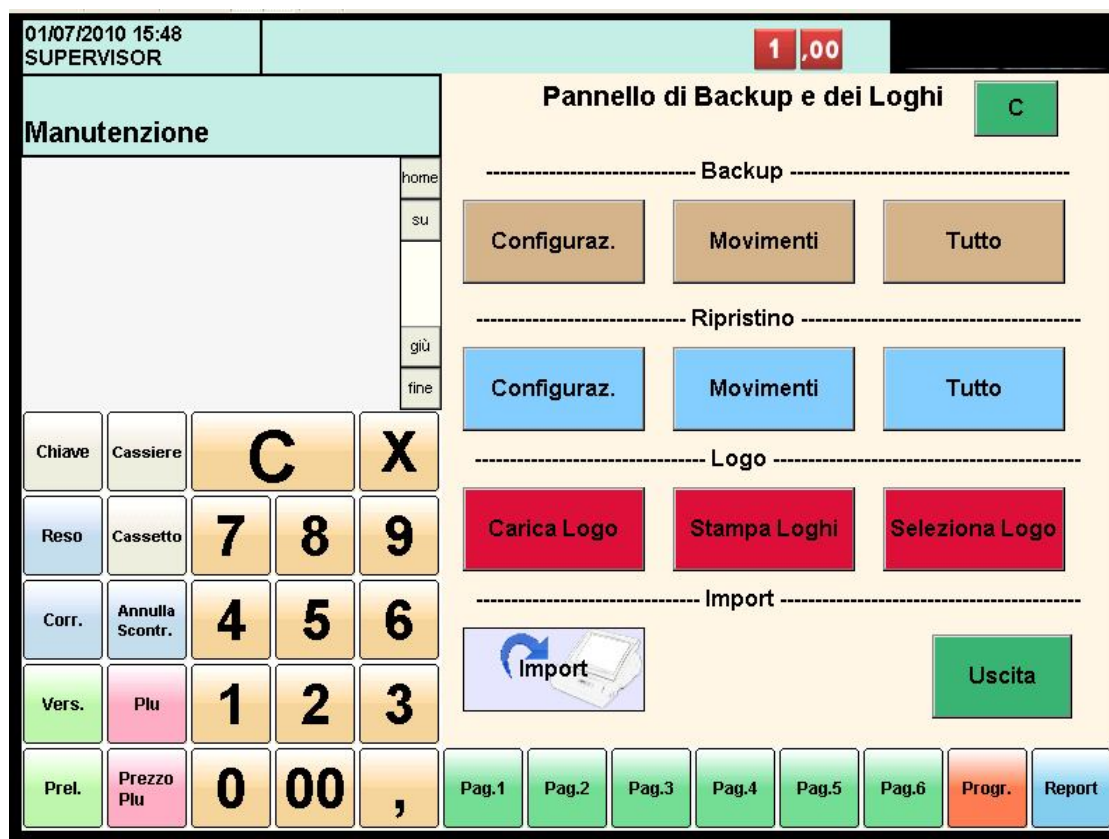 01/07/2010 15:48
SUPERVISOR
1 ,00
Manutenzione
Pannello di Backup e dei Loghi
C
home
su
giù
fine
Backup
Configuraz. Movimenti Tutto
Ripristino
Configuraz. Movimenti Tutto
Logo
Carica Logo Stampa Loghi Seleziona Logo
Import
Import
Uscita
Chiave Cassiere C X
Reso Cassetto 7 8 9
Corr. Annulla Scontr. 4 5 6
Vers. Plu 1 2 3
Prel. Prezzo Plu 0 00 ,
Pag.1 Pag.2 Pag.3 Pag.4 Pag.5 Pag.6 Progr. Report